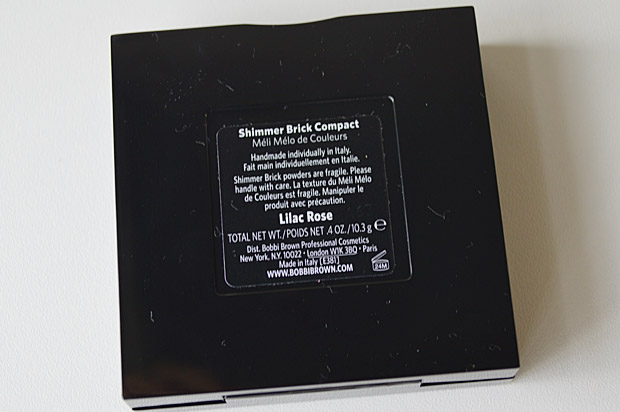 Shimmer Brick Compact
Méli Mélo de Couleurs
Handmade individually in Italy.
Fait main individuellement en Italie.
Shimmer Brick powders are fragile. Please
handle with care. La texture du Méli Mélo
de Couleurs est fragile. Manipuler le
produit avec précaution.
Lilac Rose
TOTAL NET WT./POIDS NET .4 OZ./10.3 g ℮
Dist. Bobbi Brown Professional Cosmetics
New York, N.Y. 10022 · London W1K 3BQ · Paris
Made in Italy [E381]
WWW.BOBBIBROWN.COM
24M